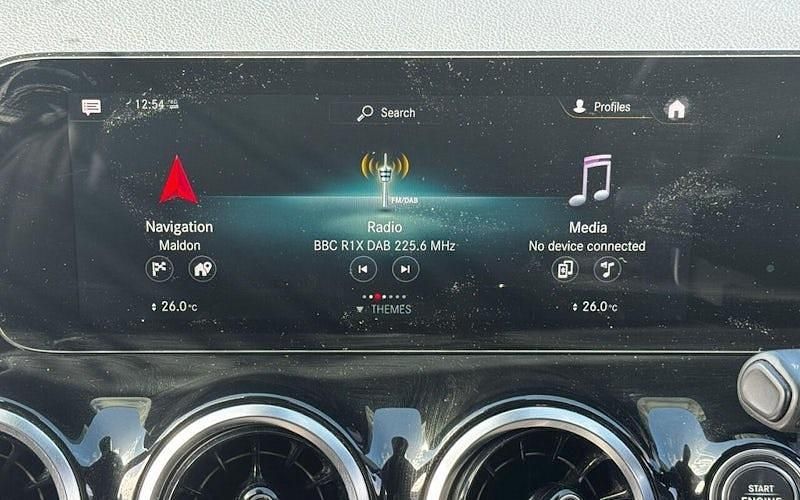 12:54
Search
Profiles
FM/DAB
Navigation
Radio
Media
Maldon
BBC R1X DAB 225.6 MHz
No device connected
26.0°C
26.0°C
THEMES
START
ENGINE